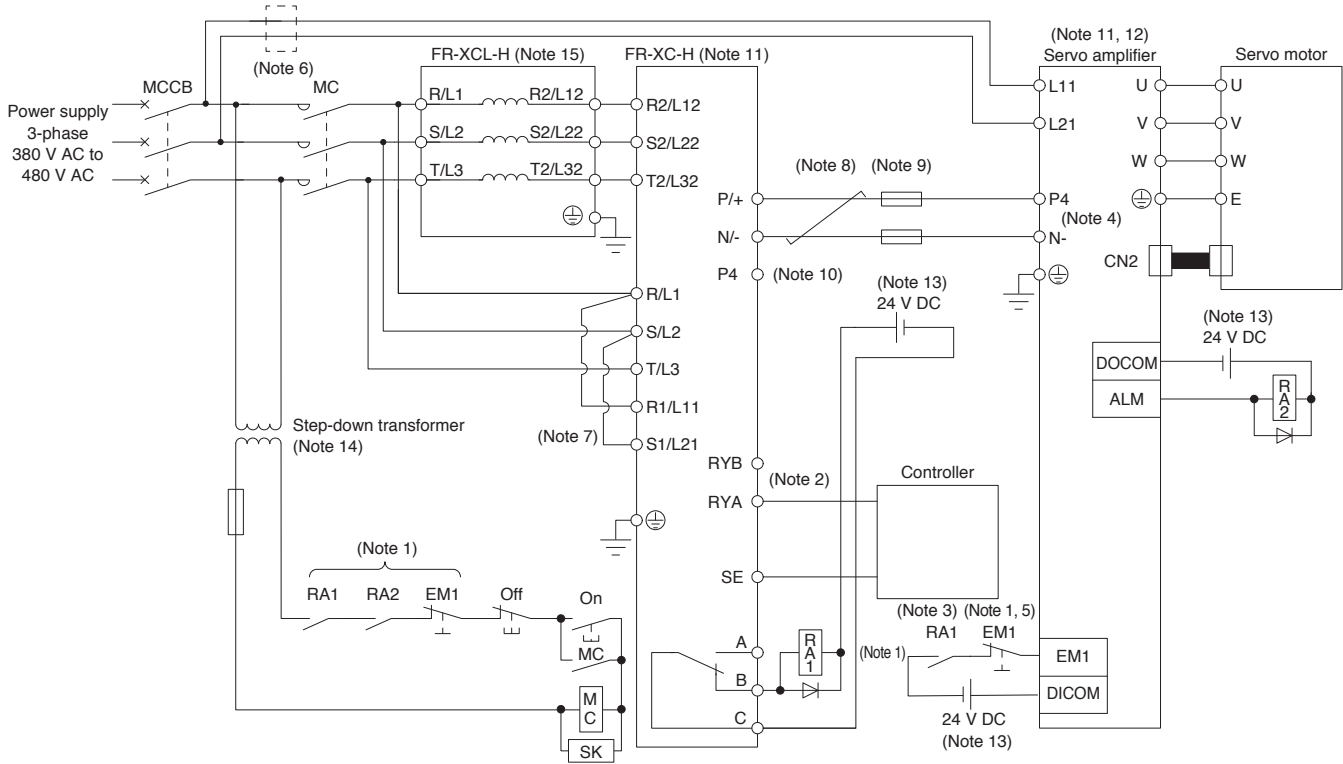 (Note 6)
MCCB
MC
FR-XCL-H (Note 15)
FR-XC-H (Note 11)
(Note 11, 12)
Servo amplifier
Servo motor
Power supply
3-phase
380 V AC to
480 V AC
R/L1
R2/L12
S/L2
S2/L22
T/L3
T2/L32
R2/L12
S2/L22
T2/L32
P/+
N/-
P4
(Note 8)
(Note 9)
(Note 10)
L11
L21
P4
(Note 4)
N-
U
V
W
U
V
W
E
CN2
R/L1
S/L2
T/L3
R1/L11
S1/L21
(Note 7)
(Note 13)
24 V DC
(Note 13)
24 V DC
DOCOM
ALM
RA2
Step-down transformer
(Note 14)
RYB
RYA
(Note 2)
SE
Controller
(Note 1)
RA1
RA2
EM1
Off
On
MC
MC
SK
A
B
C
RA1
(Note 1)
(Note 3)
RA1
(Note 1, 5)
EM1
24 V DC
(Note 13)
EM1
DICOM